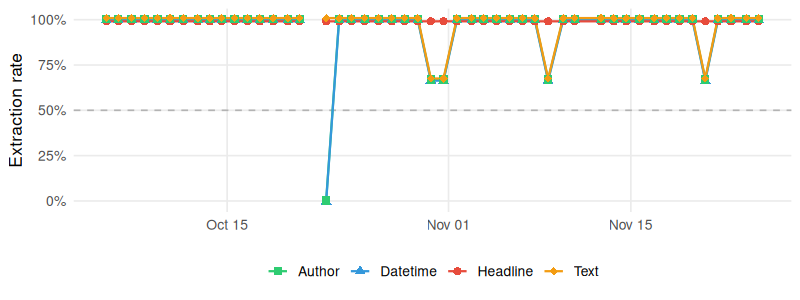 Extraction rate
100%
75%
50%
25%
0%
Oct 15 Nov 01 Nov 15
Author Datetime Headline Text